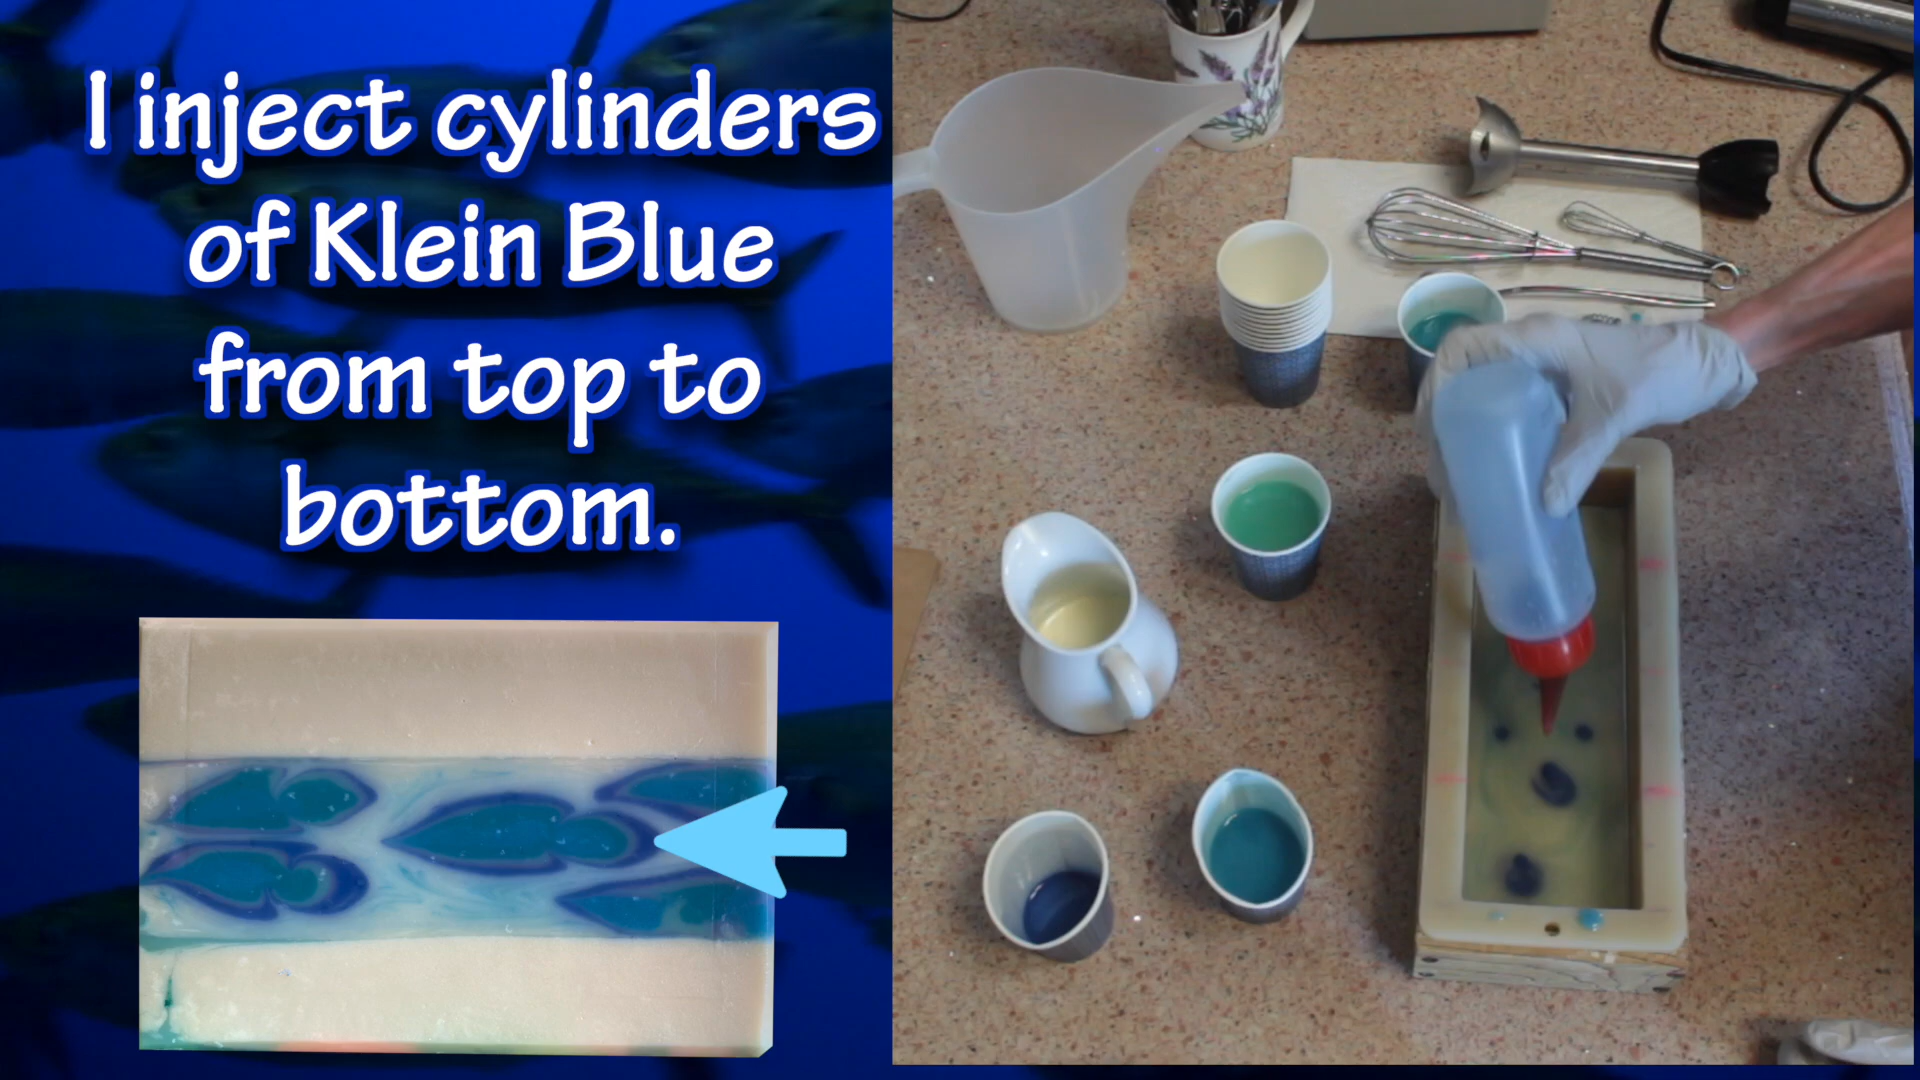 I inject cylinders
of Klein Blue
from top to
bottom.